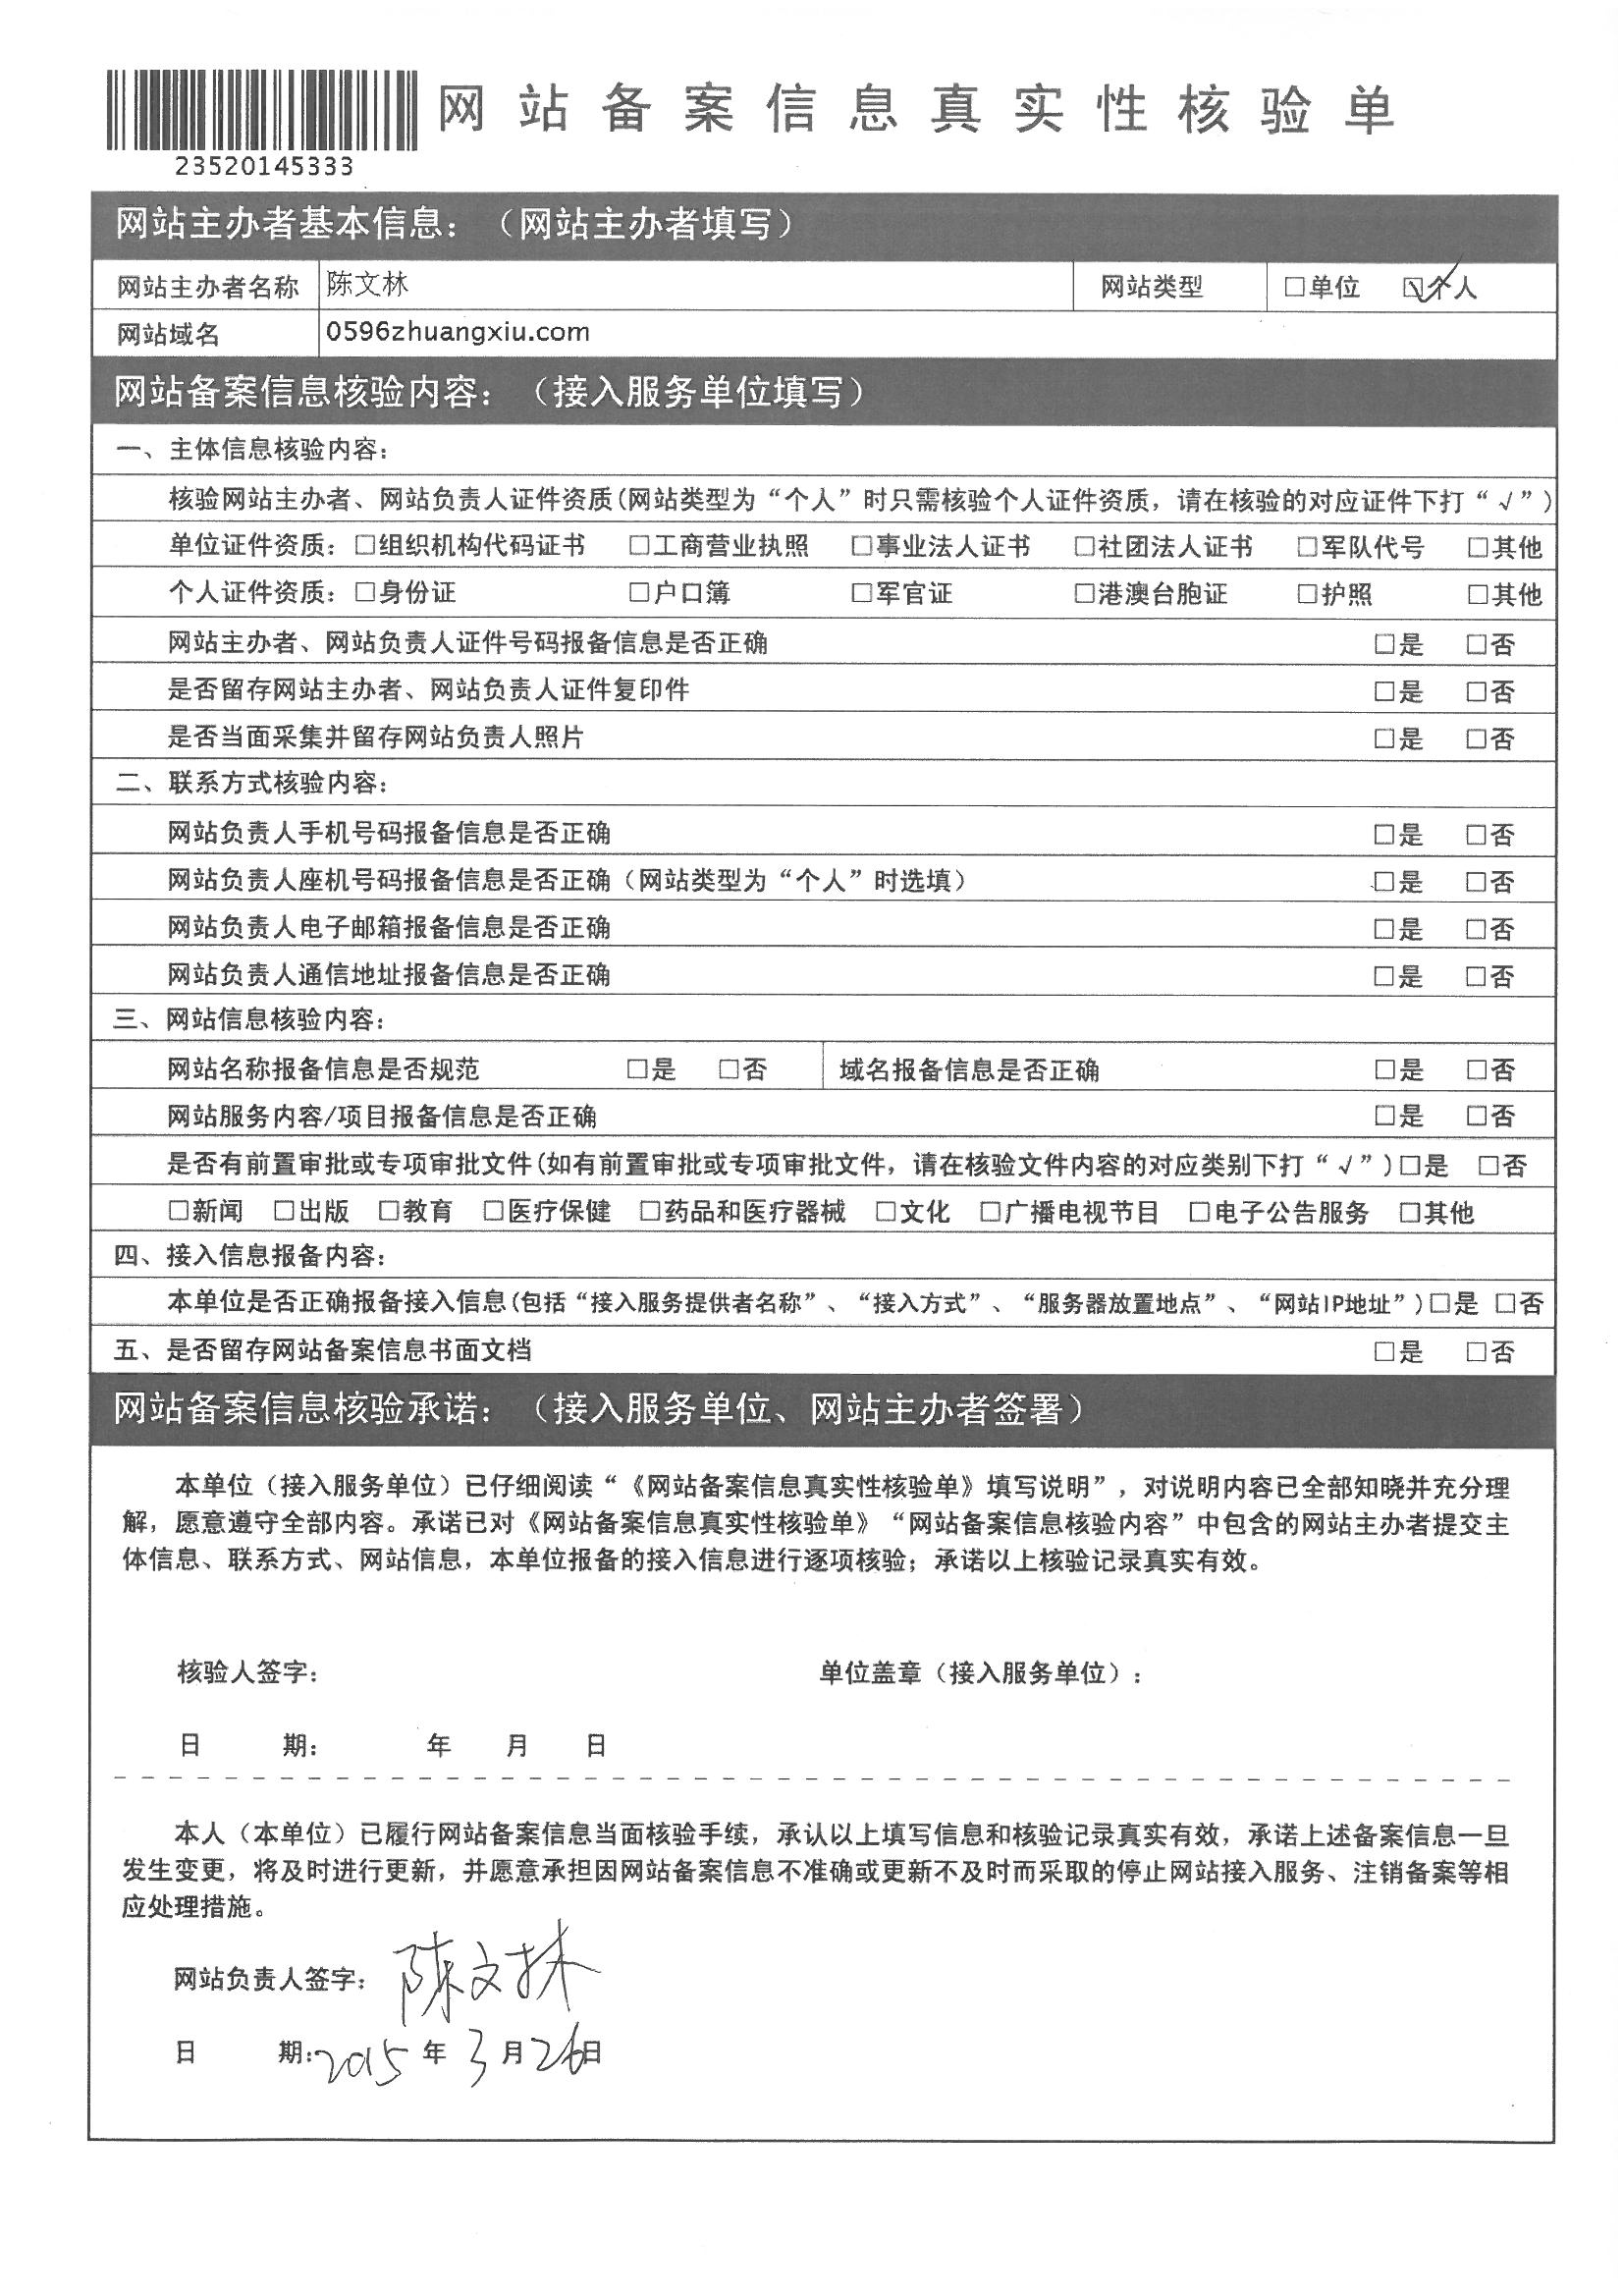 网站备案信息真实性核验单
23520145333
网站主办者基本信息：（网站主办者填写）
网站主办者名称 陈文林 网站类型 □单位 ☑个人
网站域名 0596zhuangxiu.com
网站备案信息核验内容：（接入服务单位填写）
一、主体信息核验内容：
核验网站主办者、网站负责人证件资质(网站类型为“个人”时只需核验个人证件资质，请在核验的对应证件下打“√”)
单位证件资质：□组织机构代码证书 □工商营业执照 □事业法人证书 □社团法人证书 □军队代号 □其他
个人证件资质：□身份证 □户口簿 □军官证 □港澳台胞证 □护照 □其他
网站主办者、网站负责人证件号码报备信息是否正确 □是 □否
是否留存网站主办者、网站负责人证件复印件 □是 □否
是否当面采集并留存网站负责人照片 □是 □否
二、联系方式核验内容：
网站负责人手机号码报备信息是否正确 □是 □否
网站负责人座机号码报备信息是否正确（网站类型为“个人”时选填） □是 □否
网站负责人电子邮箱报备信息是否正确 □是 □否
网站负责人通信地址报备信息是否正确 □是 □否
三、网站信息核验内容：
网站名称报备信息是否规范 □是 □否 域名报备信息是否正确 □是 □否
网站服务内容/项目报备信息是否正确 □是 □否
是否有前置审批或专项审批文件(如有前置审批或专项审批文件，请在核验文件内容的对应类别下打“√”)□是 □否
□新闻 □出版 □教育 □医疗保健 □药品和医疗器械 □文化 □广播电视节目 □电子公告服务 □其他
四、接入信息报备内容：
本单位是否正确报备接入信息(包括“接入服务提供者名称”、“接入方式”、“服务器放置地点”、“网站IP地址”)□是 □否
五、是否留存网站备案信息书面文档 □是 □否
网站备案信息核验承诺：（接入服务单位、网站主办者签署）
本单位（接入服务单位）已仔细阅读“《网站备案信息真实性核验单》填写说明”，对说明内容已全部知晓并充分理
解，愿意遵守全部内容。承诺已对《网站备案信息真实性核验单》“网站备案信息核验内容”中包含的网站主办者提交主
体信息、联系方式、网站信息，本单位报备的接入信息进行逐项核验；承诺以上核验记录真实有效。
核验人签字： 单位盖章（接入服务单位）：
日 期： 年 月 日
本人（本单位）已履行网站备案信息当面核验手续，承认以上填写信息和核验记录真实有效，承诺上述备案信息一旦
发生变更，将及时进行更新，并愿意承担因网站备案信息不准确或更新不及时而采取的停止网站接入服务、注销备案等相
应处理措施。
网站负责人签字：陈文林
日 期：2015年3月26日